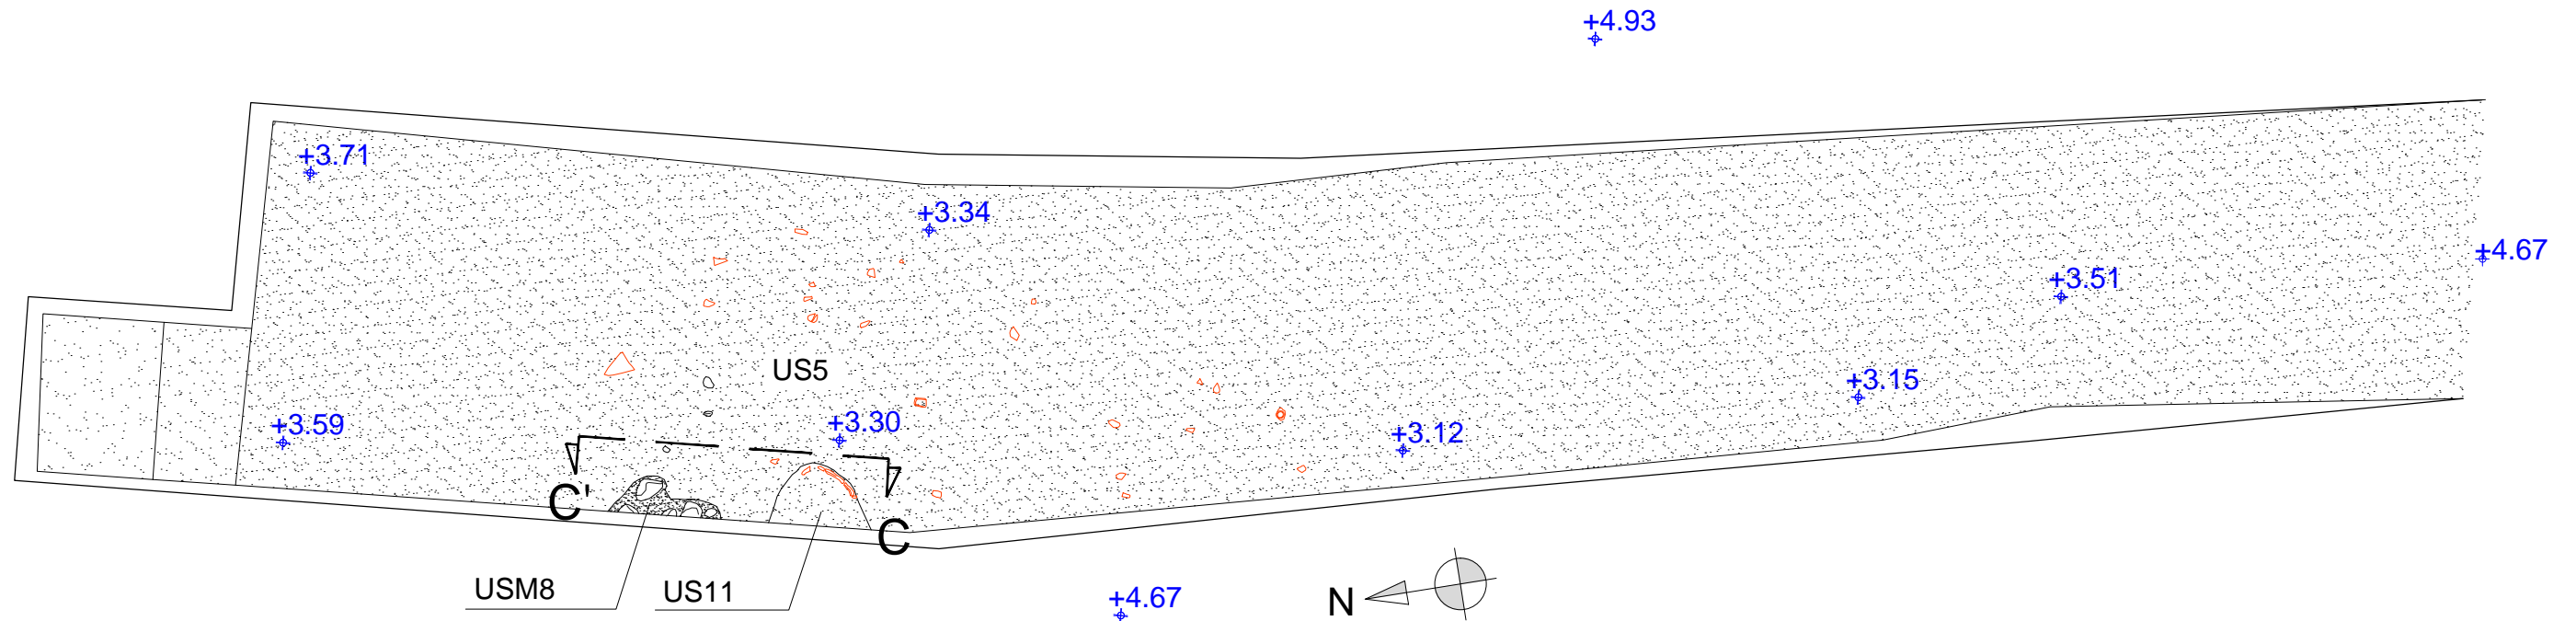 +4.93
+3.71
+3.34
+4.67
+3.51
US5
+3.15
+3.59
+3.30
+3.12
C'
C
USM8
US11
+4.67
N